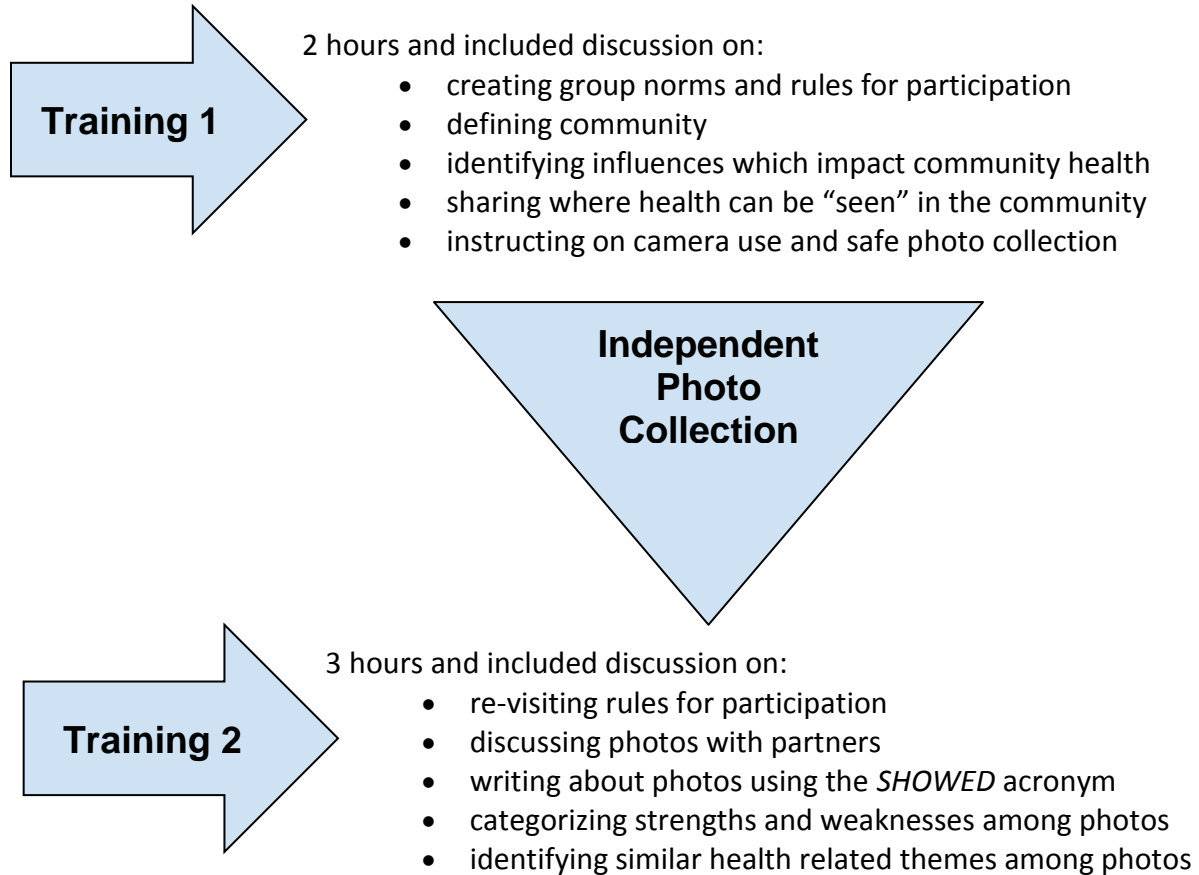 Training 1
2 hours and included discussion on:
• creating group norms and rules for participation
• defining community
• identifying influences which impact community health
• sharing where health can be “seen” in the community
• instructing on camera use and safe photo collection
Independent
Photo
Collection
Training 2
3 hours and included discussion on:
• re-visiting rules for participation
• discussing photos with partners
• writing about photos using the SHOWED acronym
• categorizing strengths and weaknesses among photos
• identifying similar health related themes among photos